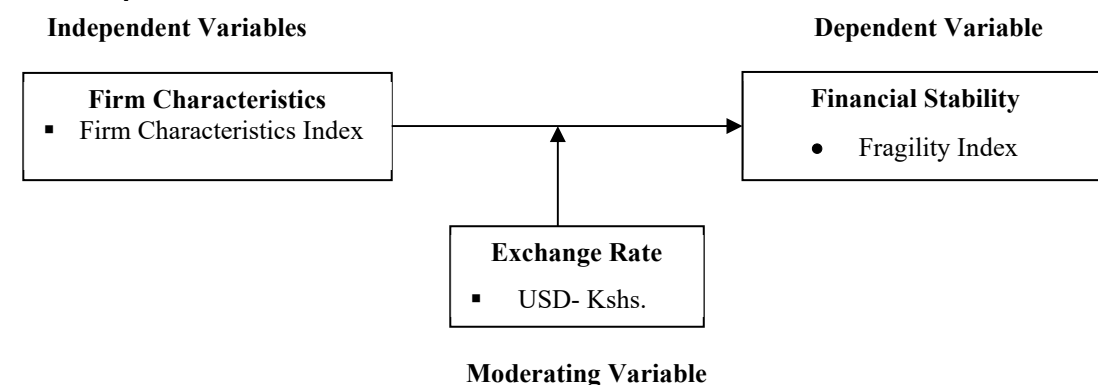 Independent Variables
Dependent Variable
Firm Characteristics
▪ Firm Characteristics Index
Financial Stability
● Fragility Index
Exchange Rate
▪ USD- Kshs.
Moderating Variable